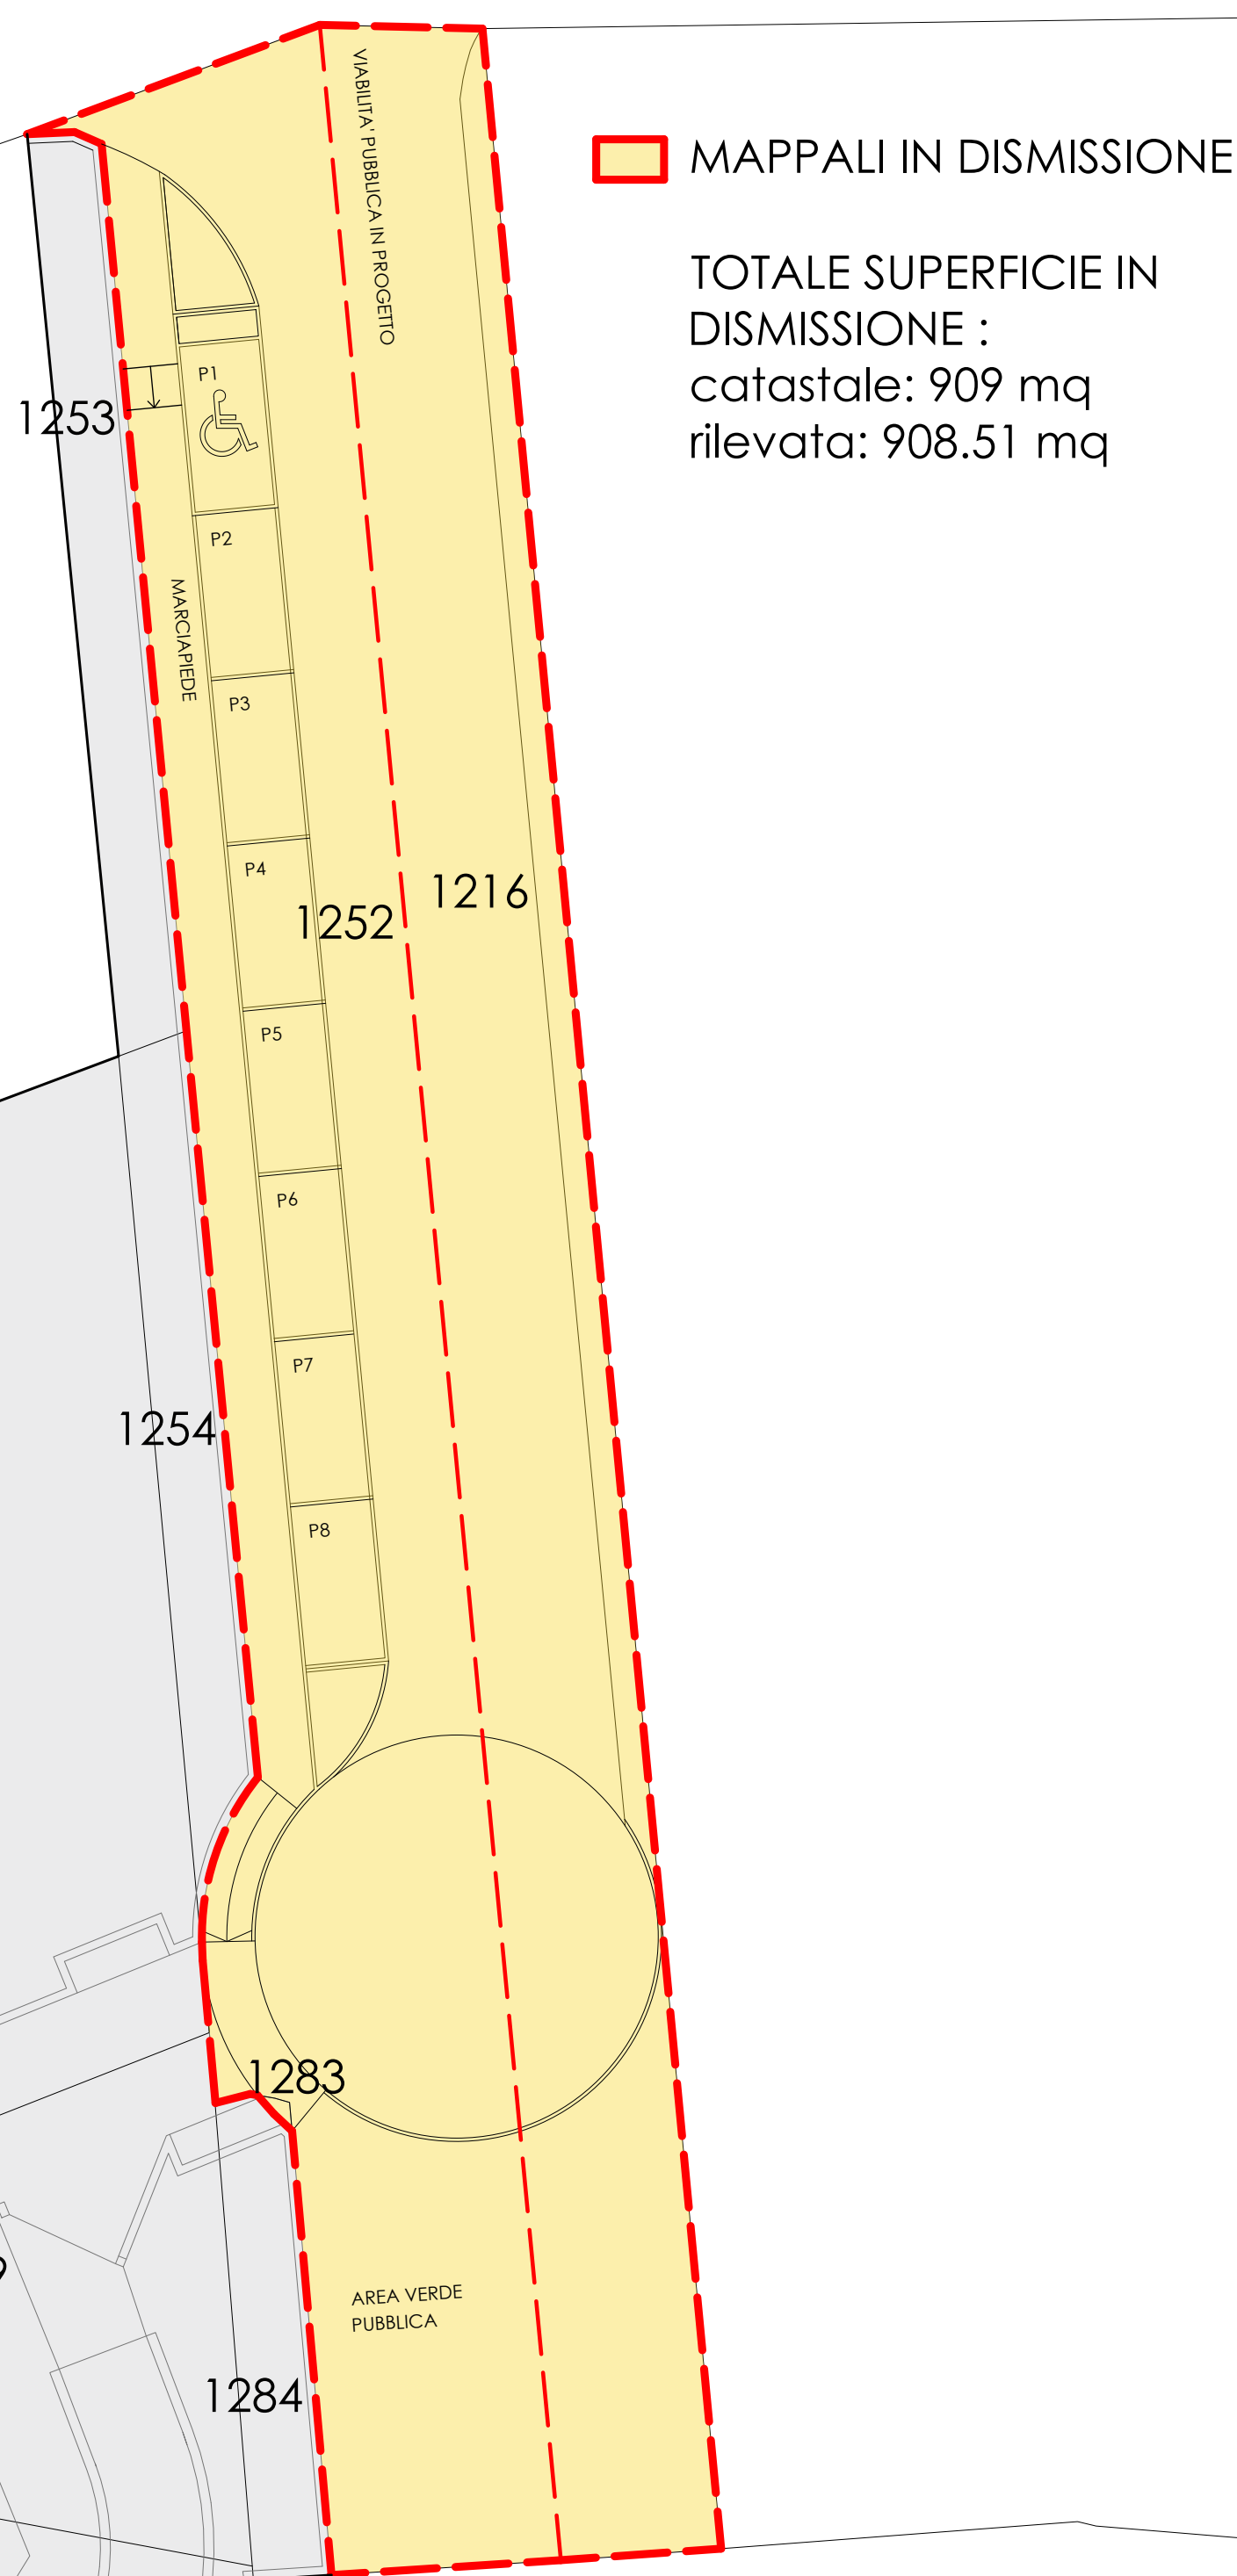 VIABILITA' PUBBLICA IN PROGETTO
MAPPALI IN DISMISSIONE
TOTALE SUPERFICIE IN
DISMISSIONE :
catastale: 909 mq
rilevata: 908.51 mq
P1
1253
P2
MARCIAPIEDE
P3
P4
1216
1252
P5
P6
P7
1254
P8
1283
AREA VERDE
PUBBLICA
1284